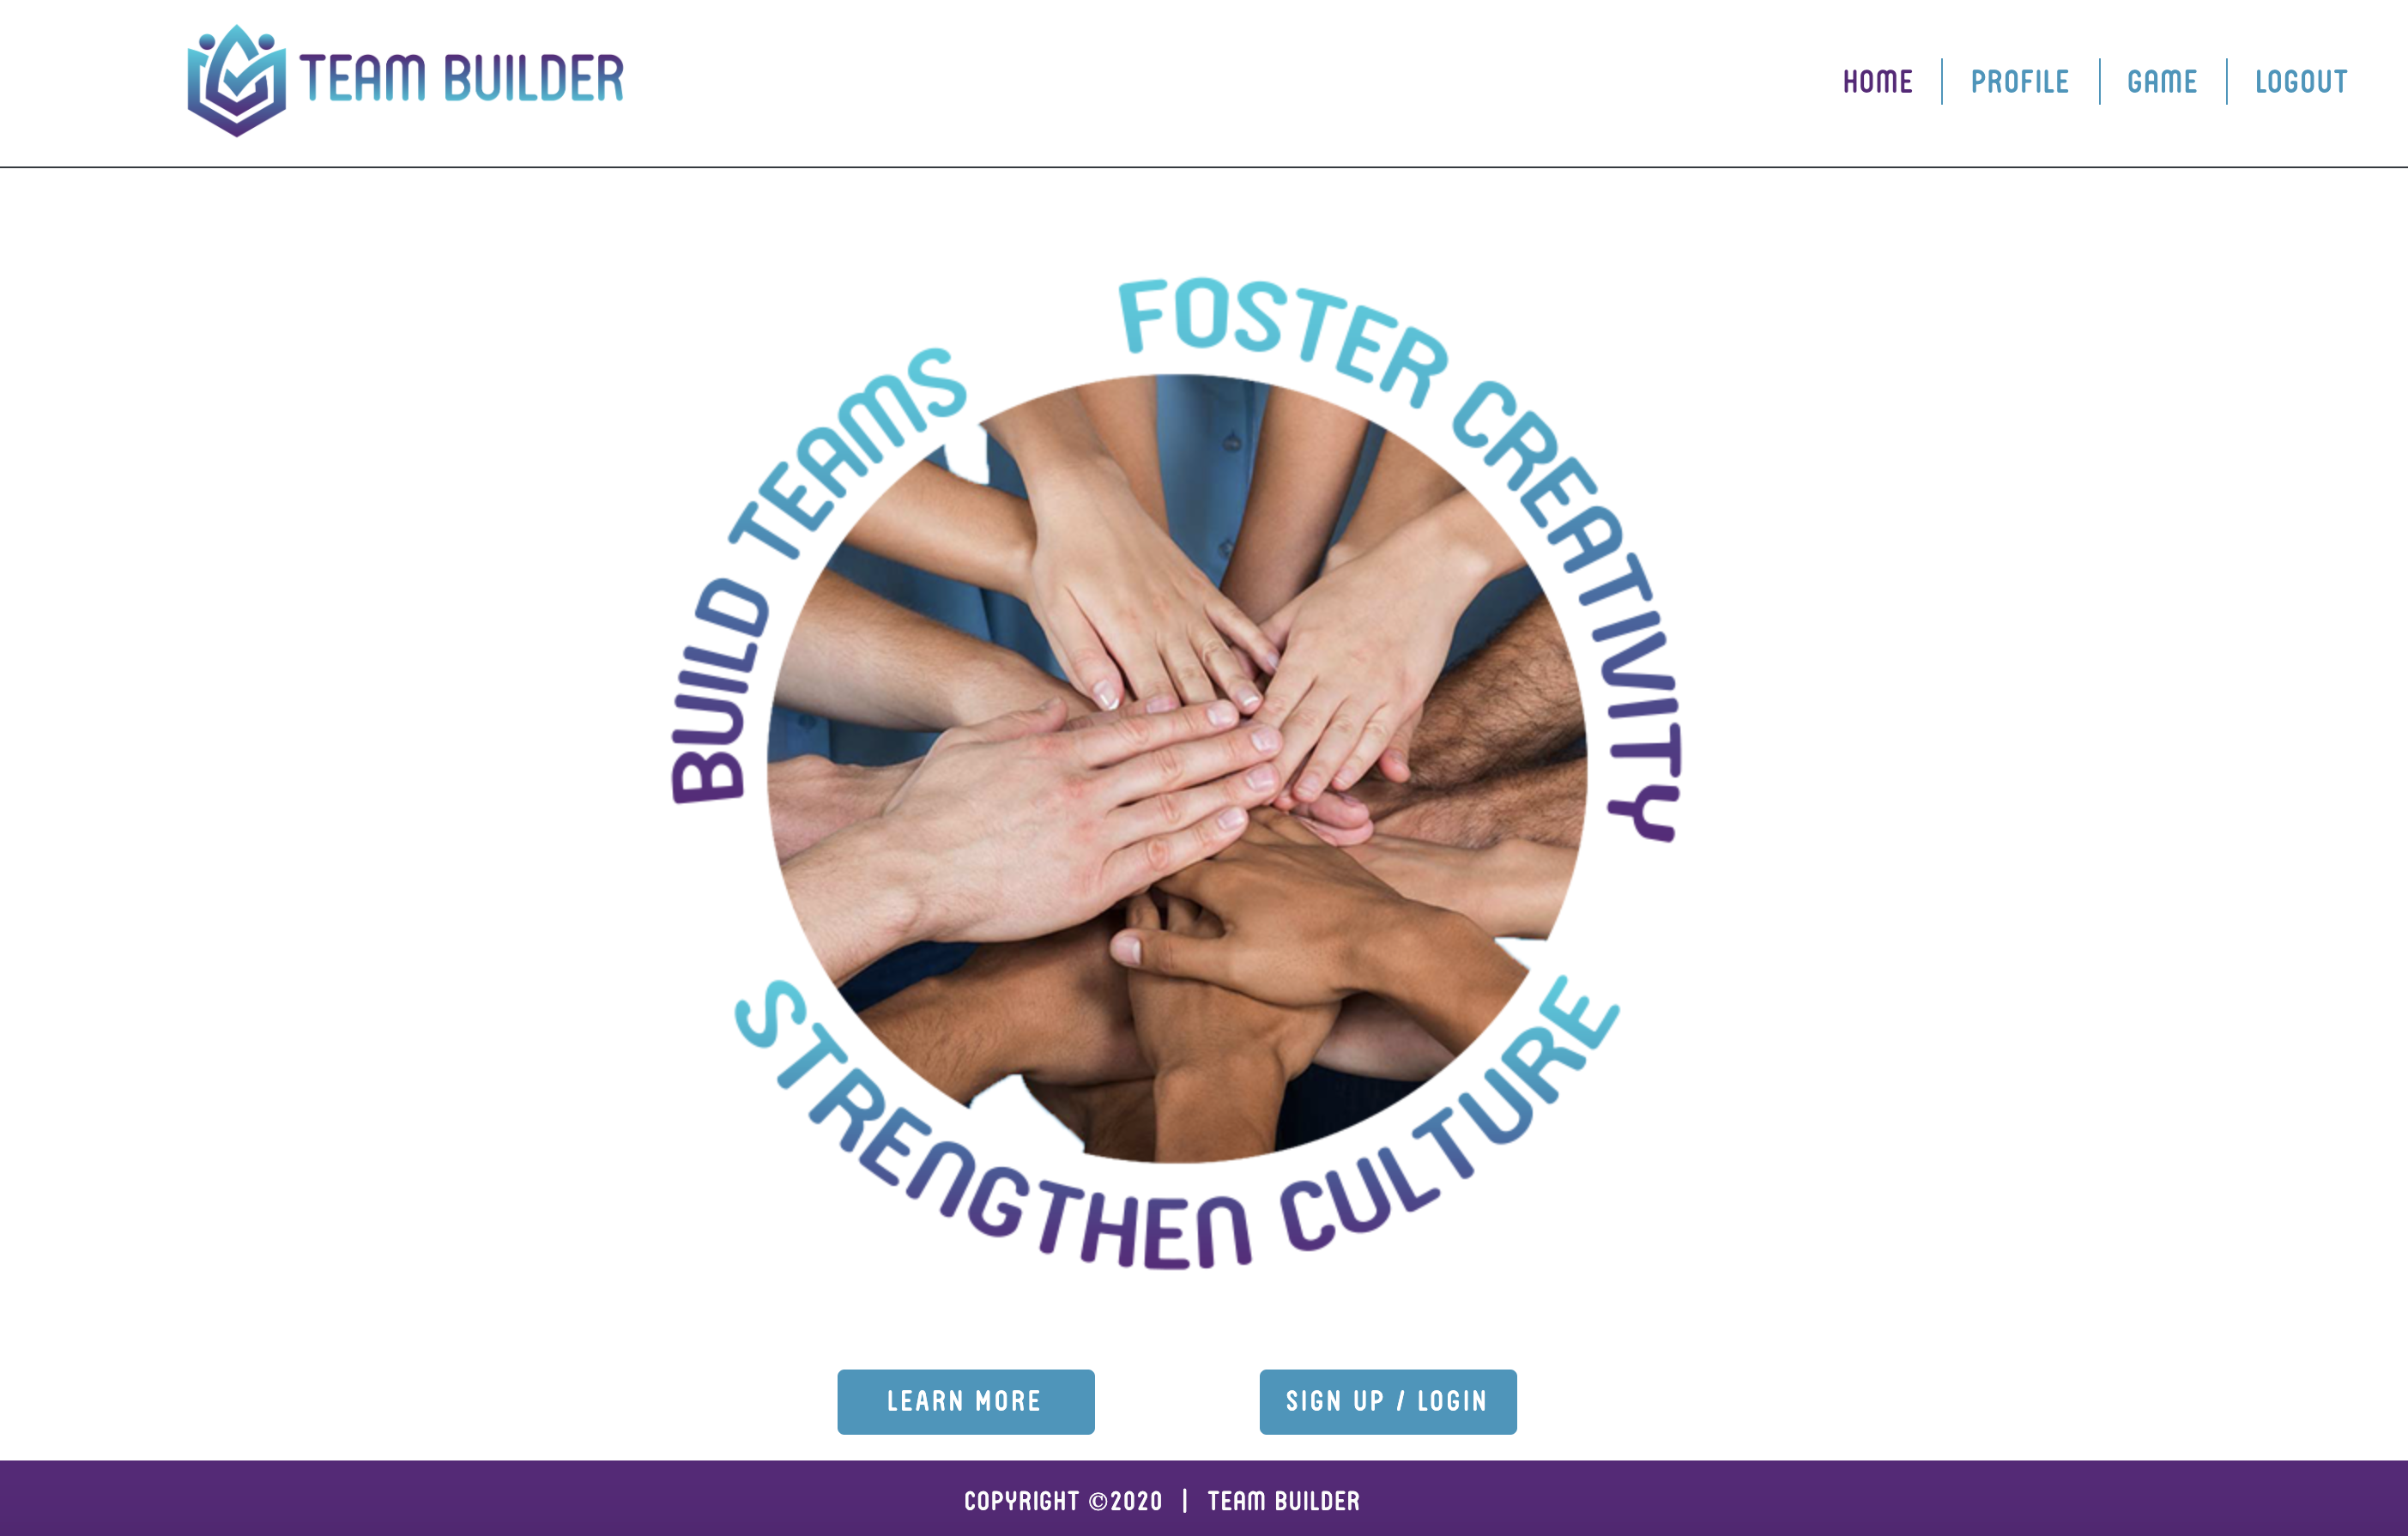 TEAM BUILDER
HOME
PROFILE
GAME
LOGOUT
BUILD TEAMS
FOSTER CREATIVITY
STRENGTHEN CULTURE
LEARN MORE
SIGN UP / LOGIN
COPYRIGHT ©2020 | TEAM BUILDER